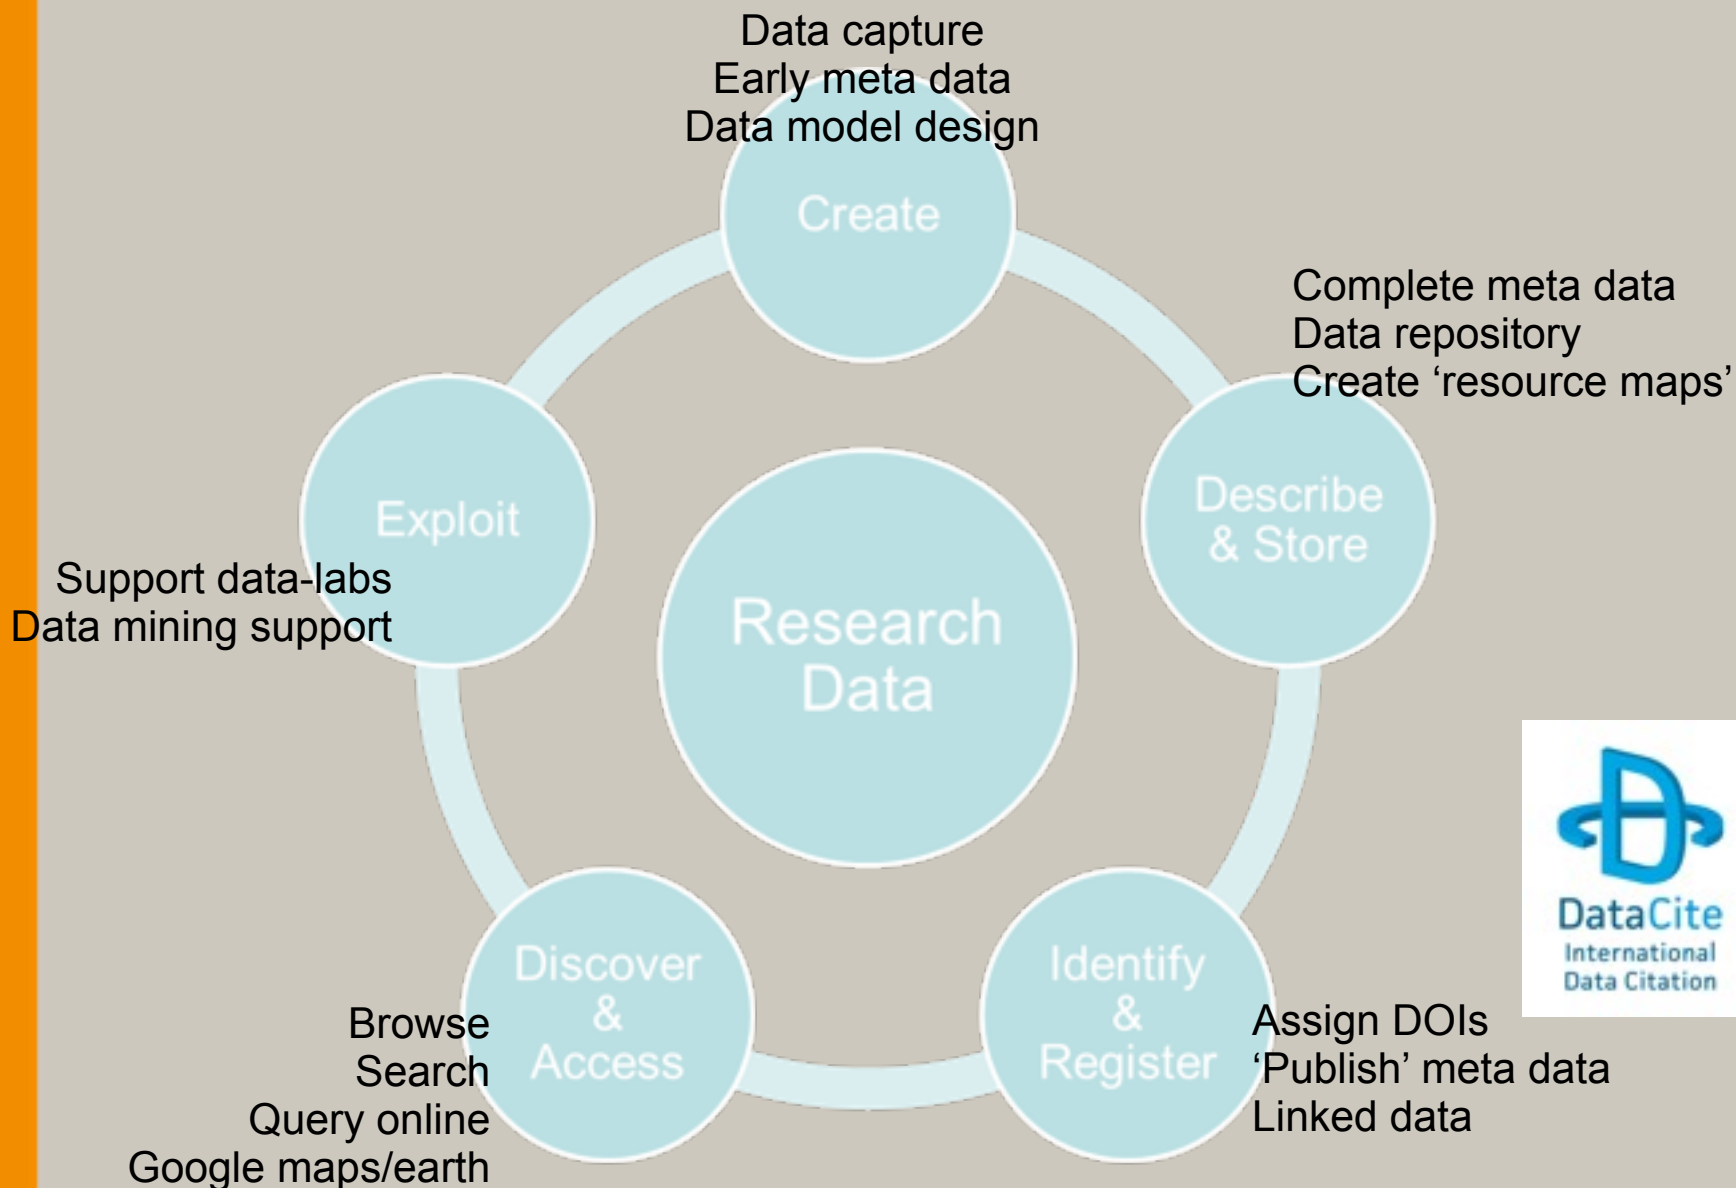 Data capture
Early meta data
Data model design
Create
Complete meta data
Data repository
Create ‘resource maps’
Describe
& Store
Exploit
Support data-labs
Data mining support
Research
Data
DataCite
International
Data Citation
Identify
&
Register
Assign DOIs
‘Publish’ meta data
Linked data
Discover
&
Access
Browse
Search
Query online
Google maps/earth